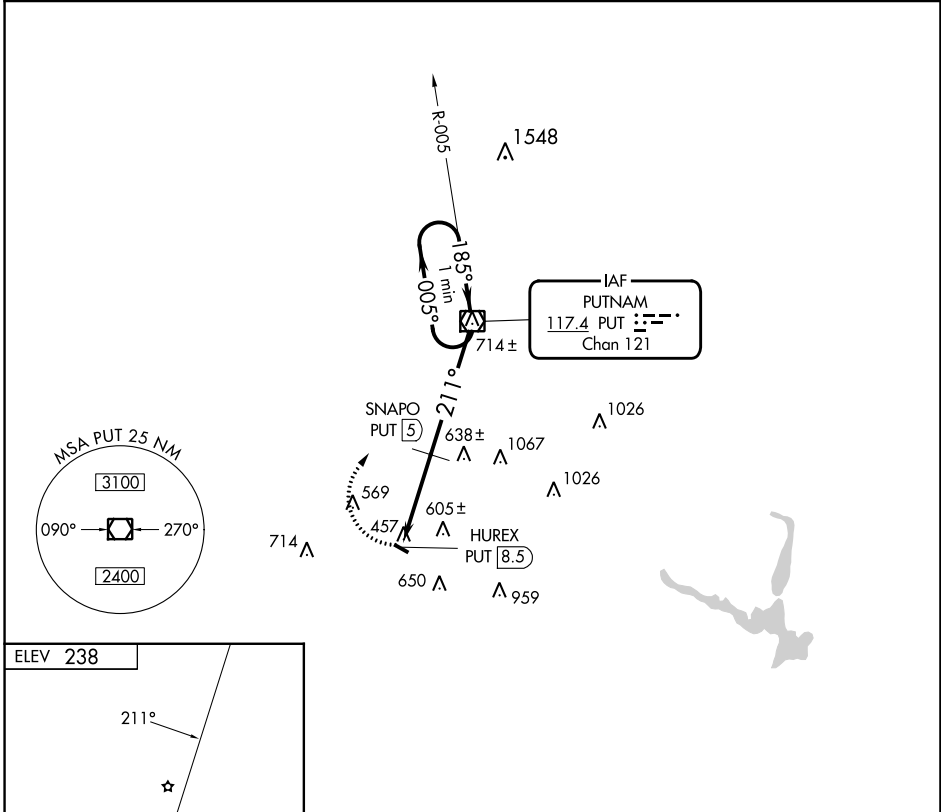 R-005
1548
185°
1 min
005°
IAF
PUTNAM
117.4 PUT
Chan 121
714 ±
211°
SNAPO
PUT 5
638 ±
1067
1026
1026
MSA PUT 25 NM
3100
090°
270°
2400
569
605 ±
457
714
HUREX
PUT 8.5
650
959
ELEV 238
211°